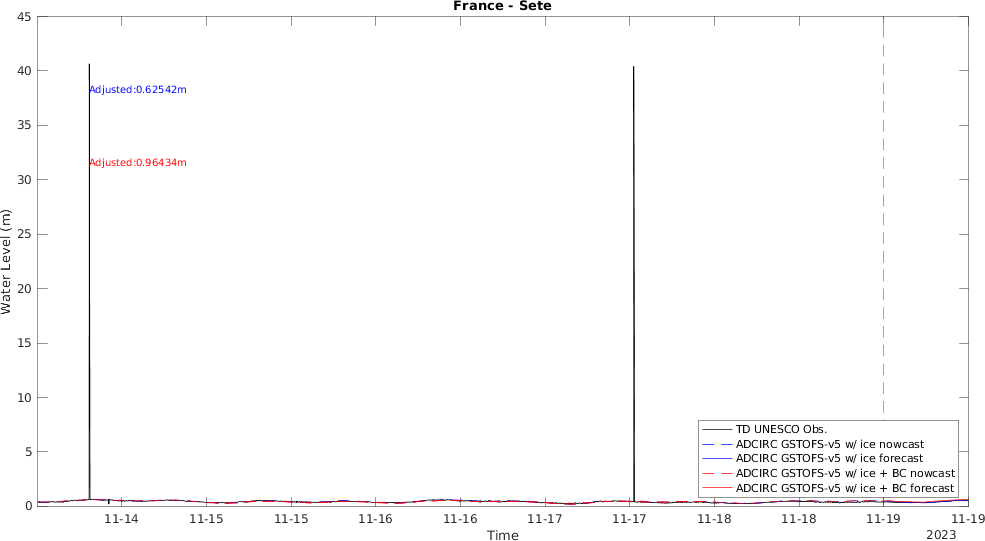 France - Sete
45
40
35
30
25
20
15
10
5
0
Water Level (m)
Adjusted:0.62542m
Adjusted:0.96434m
TD UNESCO Obs.
ADCIRC GSTOFS-v5 w/ ice nowcast
ADCIRC GSTOFS-v5 w/ ice forecast
ADCIRC GSTOFS-v5 w/ ice + BC nowcast
ADCIRC GSTOFS-v5 w/ ice + BC forecast
11-14 11-15 11-15 11-16 11-16 11-17 11-17 11-18 11-18 11-19 11-19
Time
2023